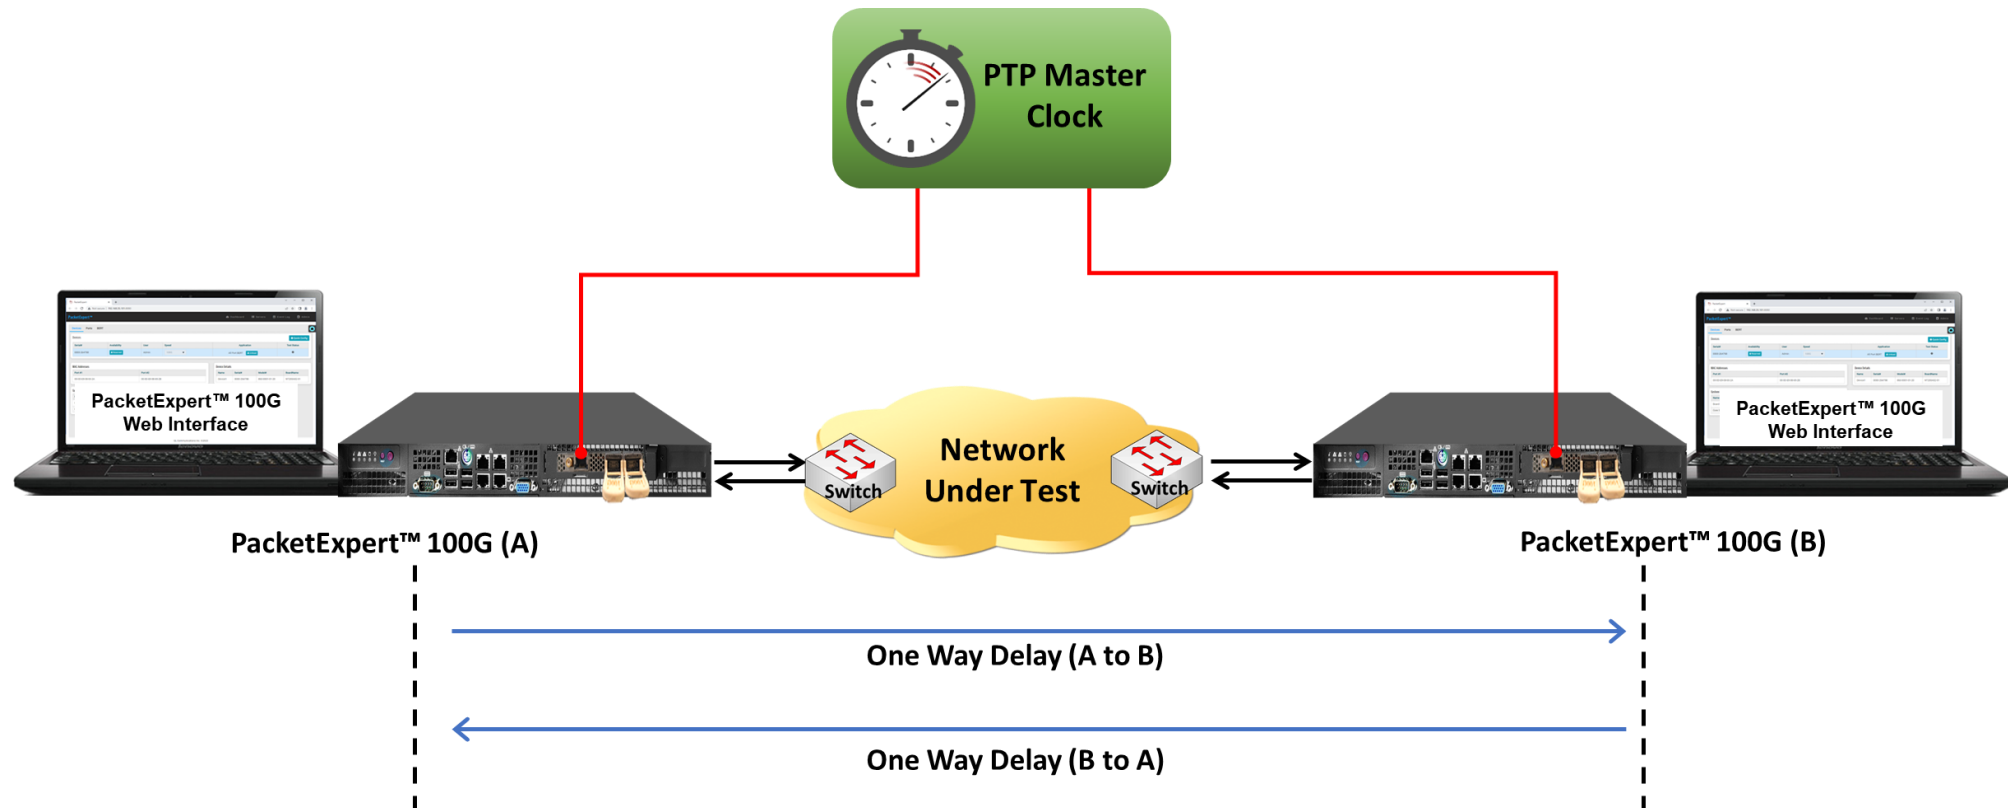 PTP Master
Clock
PacketExpert™ 100G
Web Interface
PacketExpert™ 100G
Web Interface
Network
Under Test
Switch
Switch
PacketExpert™ 100G (A)
PacketExpert™ 100G (B)
One Way Delay (A to B)
One Way Delay (B to A)